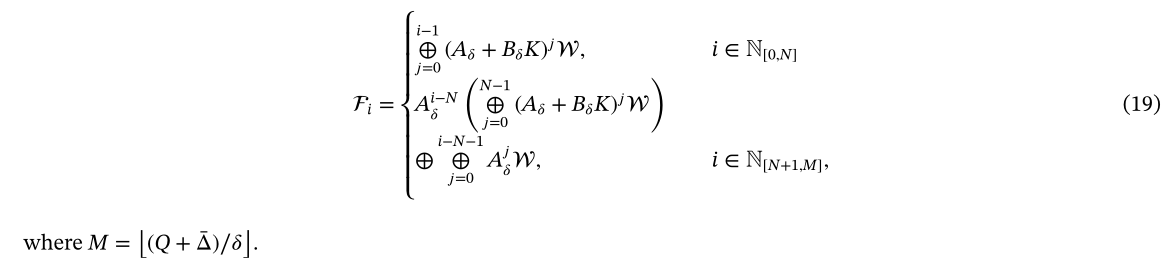 i−1
⊕ (A_δ + B_δK)^j 𝒲,    i ∈ ℕ_[0,N]
j=0
ℱ_i = { A_δ^{i−N} ( ⊕_{j=0}^{N−1} (A_δ + B_δK)^j 𝒲 )    (19)
⊕ ⊕_{j=0}^{i−N−1} A_δ^j 𝒲,    i ∈ ℕ_[N+1,M],
where M = ⌊(Q + Δ̄)/δ⌋.